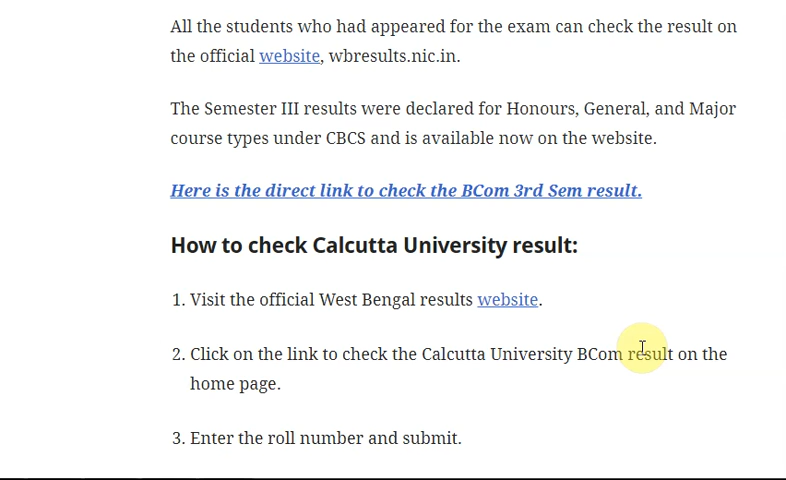 All the students who had appeared for the exam can check the result on
the official website, wbresults.nic.in.
The Semester III results were declared for Honours, General, and Major
course types under CBCS and is available now on the website.
Here is the direct link to check the BCom 3rd Sem result.
How to check Calcutta University result:
1. Visit the official West Bengal results website.
2. Click on the link to check the Calcutta University BCom result on the
home page.
3. Enter the roll number and submit.